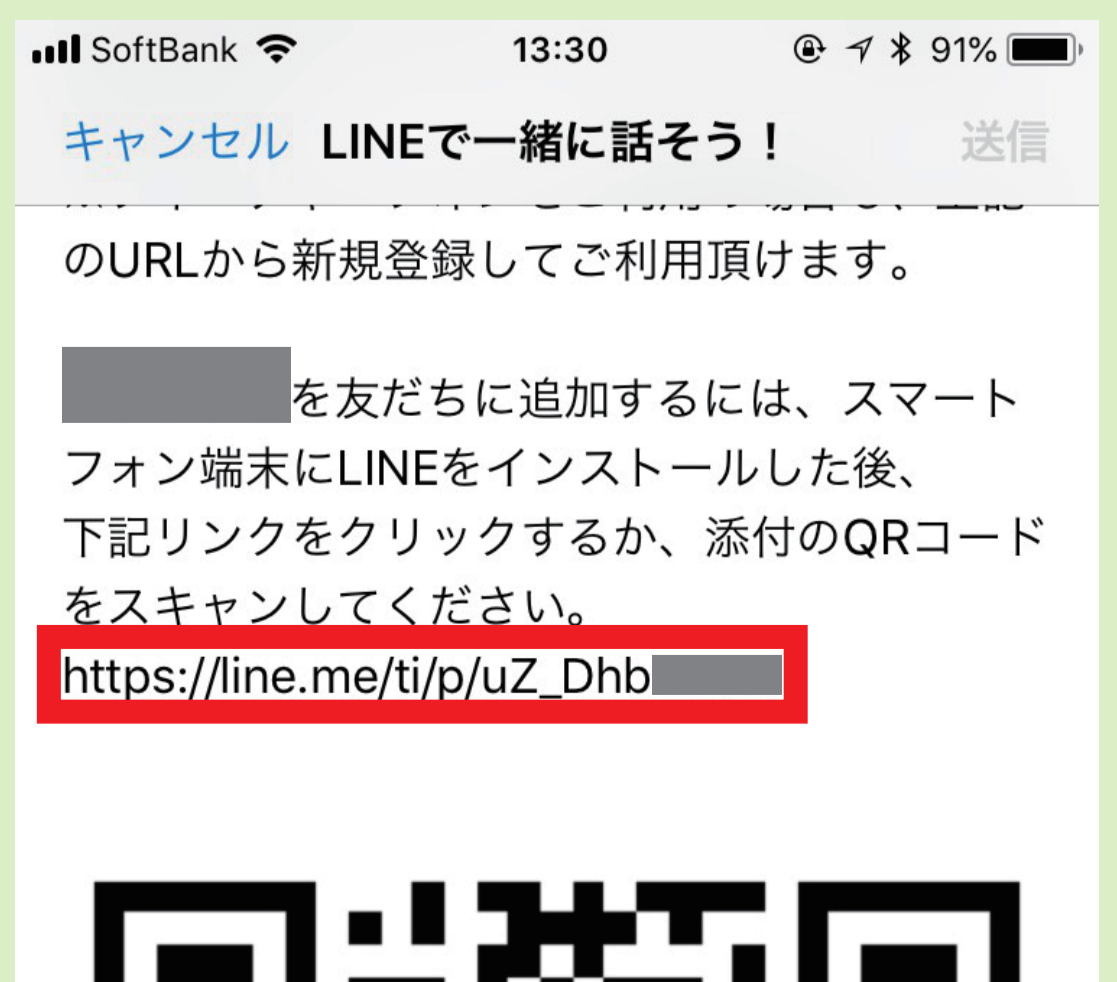 SoftBank 13:30 91%
キャンセル LINEで一緒に話そう！ 送信
のURLから新規登録してご利用頂けます。
を友だちに追加するには、スマート
フォン端末にLINEをインストールした後、
下記リンクをクリックするか、添付のQRコード
をスキャンしてください。
https://line.me/ti/p/uZ_Dhb